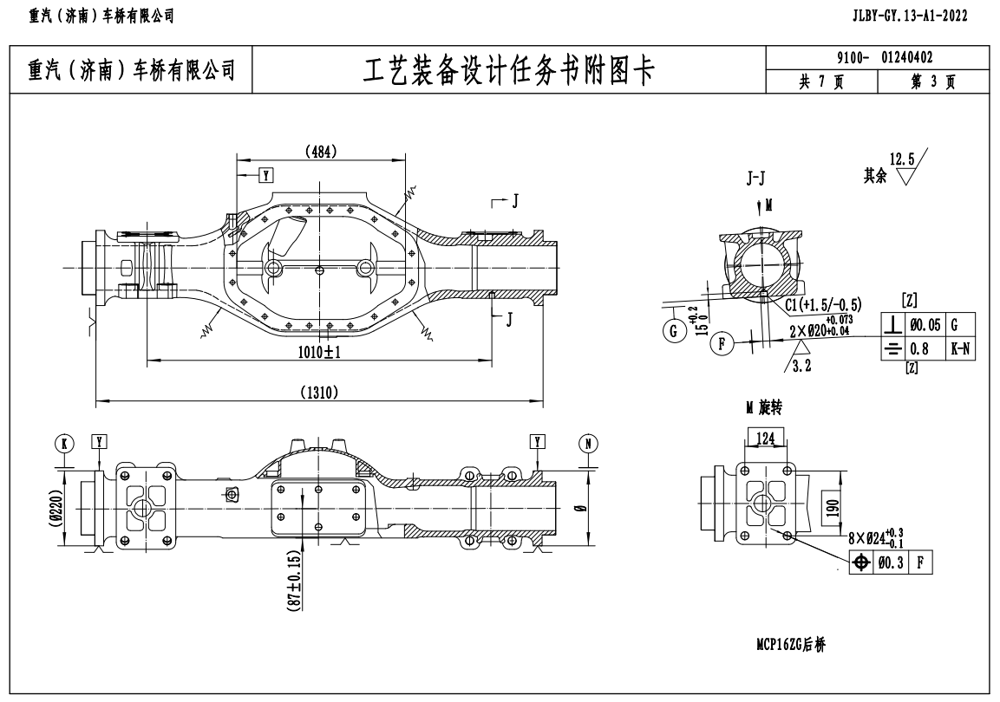 重汽(济南)车桥有限公司 JLBY-GY.13-A1-2022
重汽(济南)车桥有限公司 工艺装备设计任务书附图卡 9100- 01240402
共 7 页 第 3 页
(484)
Y
J
J
1010±1
(1310)
J-J
M
其余 12.5
G
15+0.2 0
F
C1(+1.5/-0.5)
2×Ø20+0.073 +0.04
3.2
[Z]
⊥ Ø0.05 G
⌯ 0.8 K-N
[Z]
K
Y
Y
N
(Ø220)
Ø
(87±0.15)
M 旋转
124
190
8×Ø24+0.3 -0.1
⌖ Ø0.3 F
MCP16ZG后桥